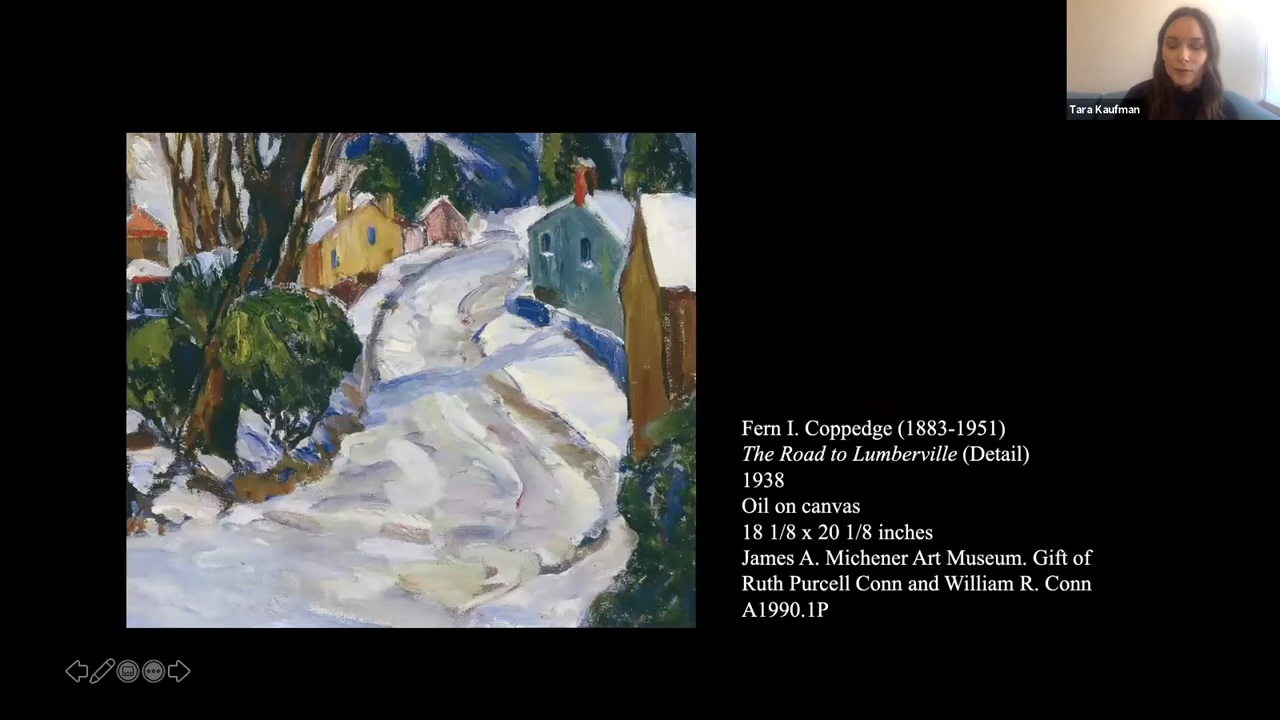 Tara Kaufman
Fern I. Coppedge (1883-1951)
The Road to Lumberville (Detail)
1938
Oil on canvas
18 1/8 x 20 1/8 inches
James A. Michener Art Museum. Gift of
Ruth Purcell Conn and William R. Conn
A1990.1P